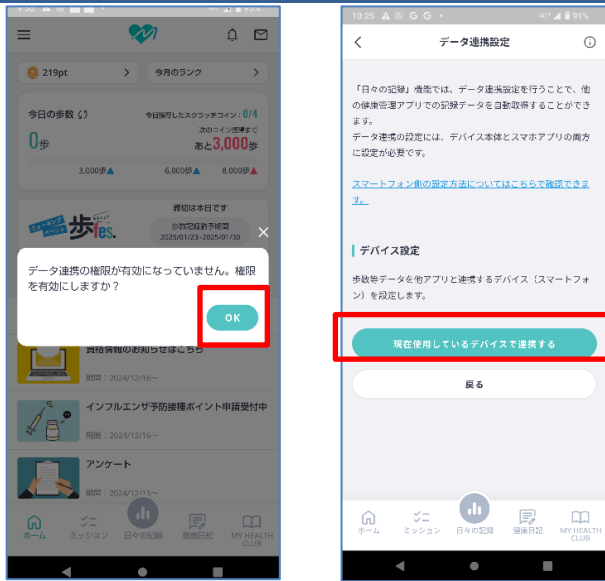 219pt
今月のランク
今日の歩数
0歩
今日獲得したスクラッチコイン：0/4
次のコイン獲得まで
あと3,000歩
3,000歩▲
6,000歩▲
8,000歩▲
締切は本日です
歩fes.
2025/01/23~2025/01/30
データ連携の権限が有効になっていません。権限
を有効にしますか？
OK
資格情報のお知らせはこちら
期間：2024/12/16～
インフルエンザ予防接種ポイント申請受付中
期間：2024/12/16～
アンケート
期間：2024/12/15～
ホーム
ミッション
日々の記録
健康日記
MY HEALTH
CLUB
10:25
91%
データ連携設定
「日々の記録」機能では、データ連携設定を行うことで、他
の健康管理アプリでの記録データを自動取得することができ
ます。
データ連携の設定には、デバイス本体とスマホアプリの両方
に設定が必要です。
スマートフォン側の設定方法についてはこちらで確認できま
す。
デバイス設定
歩数等データを他アプリと連携するデバイス（スマートフォ
ン）を設定します。
現在使用しているデバイスで連携する
戻る
ホーム
ミッション
日々の記録
健康日記
MY HEALTH
CLUB